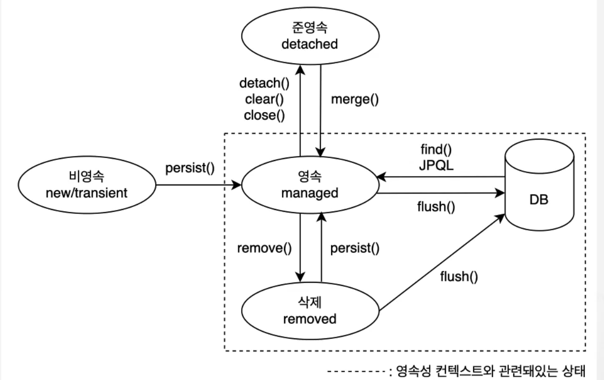 준영속
detached
detach()
clear()
close()
merge()
비영속
new/transient
persist()
영속
managed
find()
JPQL
flush()
DB
remove()
persist()
flush()
삭제
removed
: 영속성 컨텍스트와 관련돼있는 상태